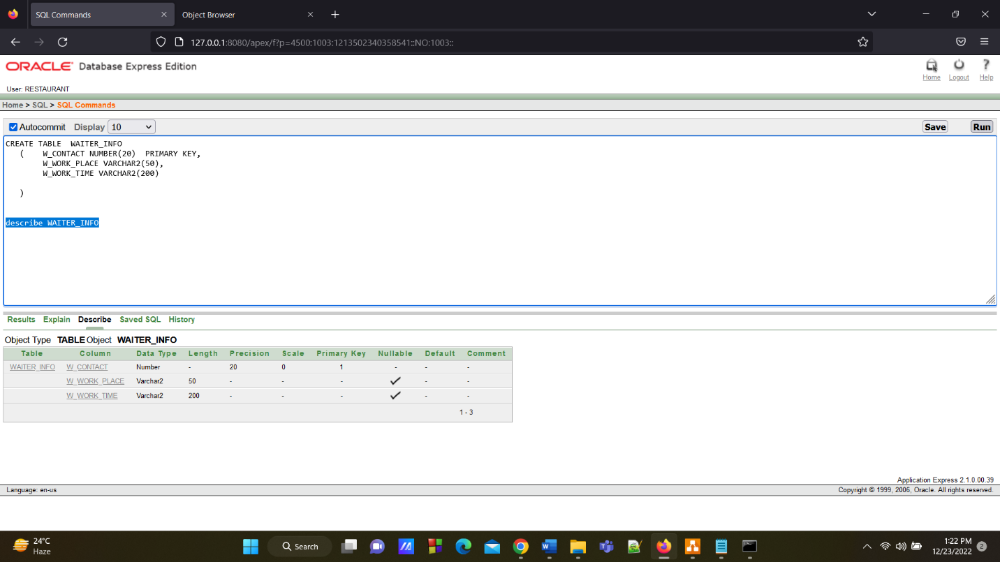 SQL Commands
Object Browser
127.0.0.1:8080/apex/f?p=4500:1003:1213502340358541::NO:1003::
ORACLE Database Express Edition
Home Logout Help
User: RESTAURANT
Home > SQL > SQL Commands
Autocommit Display 10
Save Run
CREATE TABLE WAITER_INFO
( W_CONTACT NUMBER(20) PRIMARY KEY,
W_WORK_PLACE VARCHAR2(50),
W_WORK_TIME VARCHAR2(200)
)
describe WAITER_INFO
Results Explain Describe Saved SQL History
Object Type TABLE Object WAITER_INFO
Table Column Data Type Length Precision Scale Primary Key Nullable Default Comment
WAITER_INFO W_CONTACT Number - 20 0 1 - - -
W_WORK_PLACE Varchar2 50 - - - ✓ - -
W_WORK_TIME Varchar2 200 - - - ✓ - -
1 - 3
Application Express 2.1.0.00.39
Language: en-us Copyright © 1999, 2006, Oracle. All rights reserved.
24°C
Haze
Search
1:22 PM
12/23/2022
2